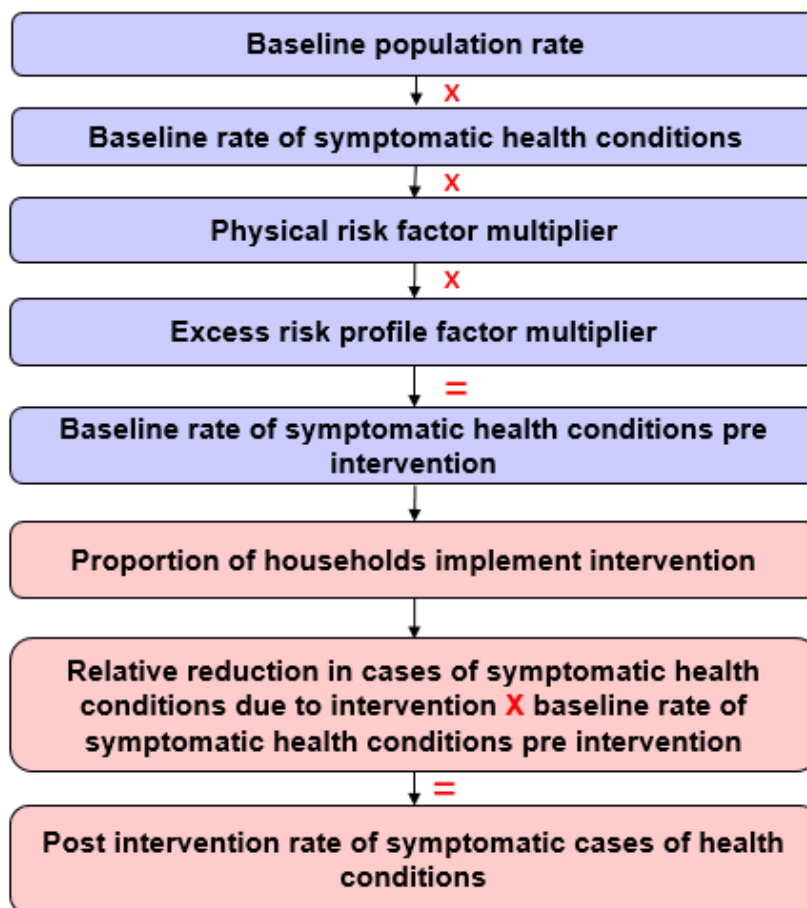 Baseline population rate
x
Baseline rate of symptomatic health conditions
x
Physical risk factor multiplier
x
Excess risk profile factor multiplier
=
Baseline rate of symptomatic health conditions pre
intervention
Proportion of households implement intervention
Relative reduction in cases of symptomatic health
conditions due to intervention X baseline rate of
symptomatic health conditions pre intervention
=
Post intervention rate of symptomatic cases of health
conditions